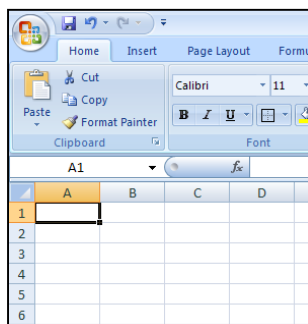 Home Insert Page Layout Formu
Cut
Copy
Paste
Format Painter
Clipboard
Calibri 11
B I U
Font
A1 fx
A B C D
1
2
3
4
5
6